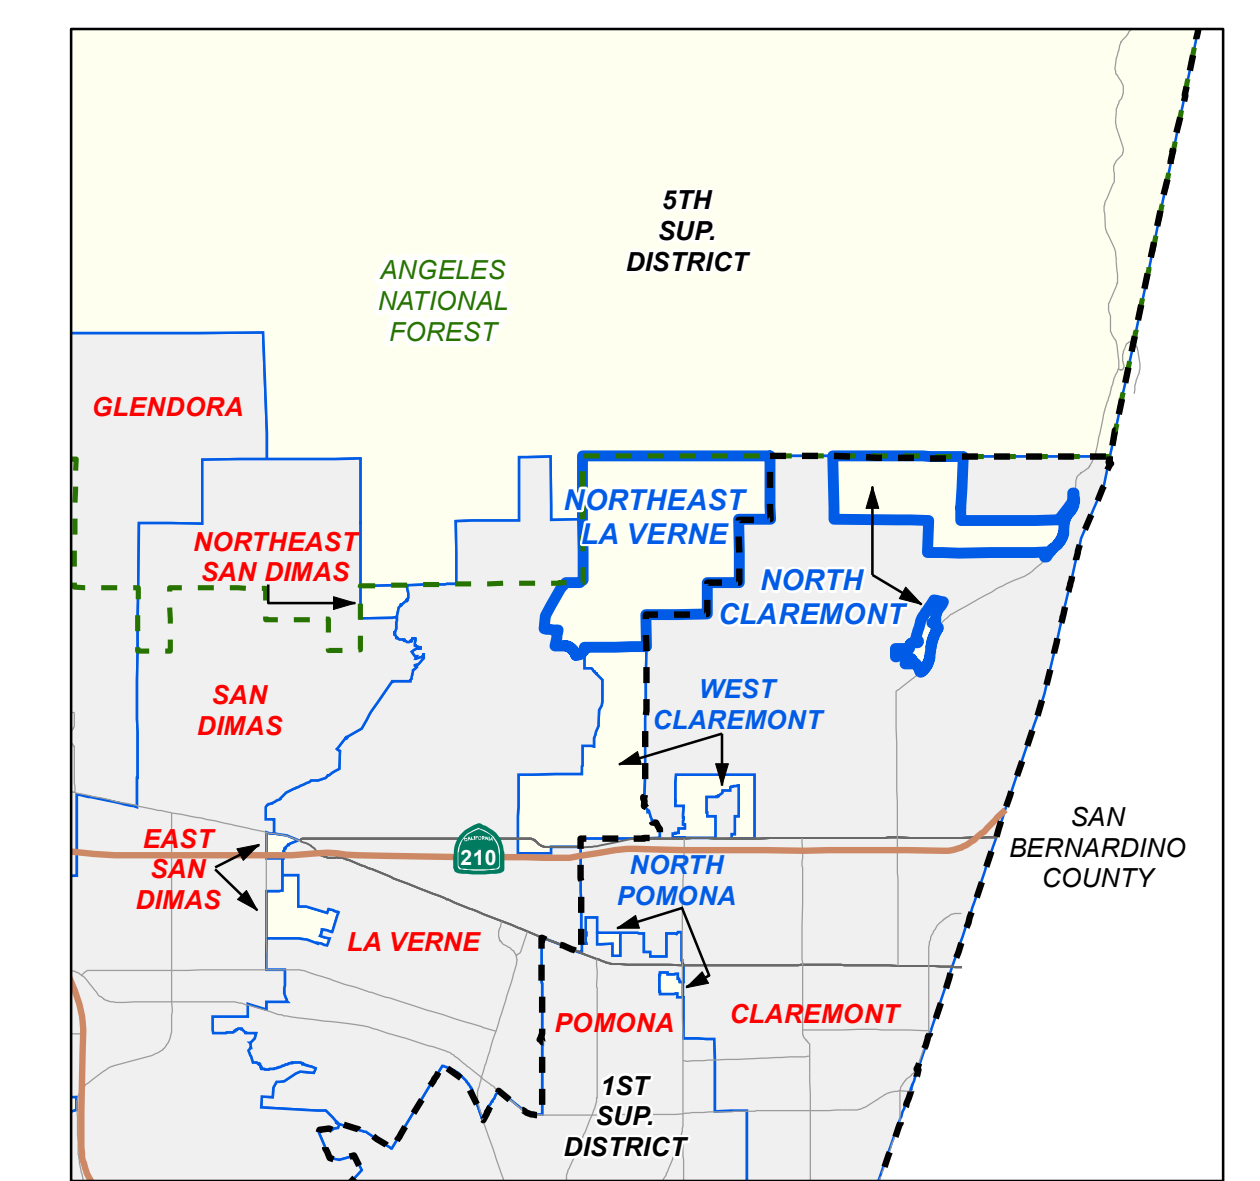 5TH
SUP.
DISTRICT
ANGELES
NATIONAL
FOREST
GLENDORA
NORTHEAST
LA VERNE
NORTHEAST
SAN DIMAS
NORTH
CLAREMONT
SAN
DIMAS
WEST
CLAREMONT
EAST
SAN
DIMAS
CALIFORNIA
210
SAN
BERNARDINO
COUNTY
NORTH
POMONA
LA VERNE
POMONA
CLAREMONT
1ST
SUP.
DISTRICT